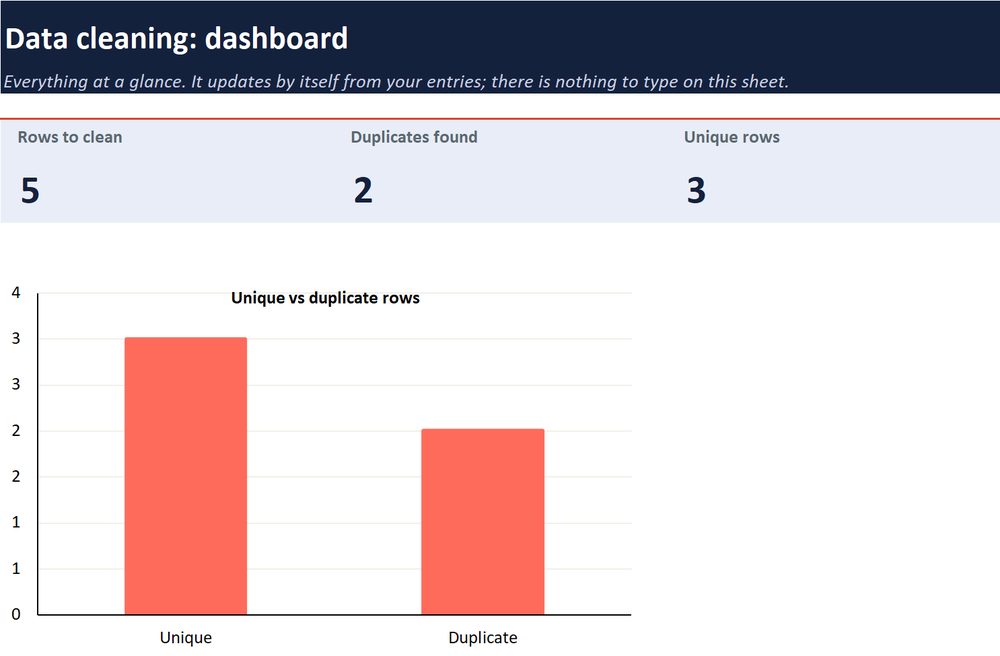 Data cleaning: dashboard
Everything at a glance. It updates by itself from your entries; there is nothing to type on this sheet.
Rows to clean
Duplicates found
Unique rows
5
2
3
Unique vs duplicate rows
4
3
3
2
2
1
1
0
Unique
Duplicate